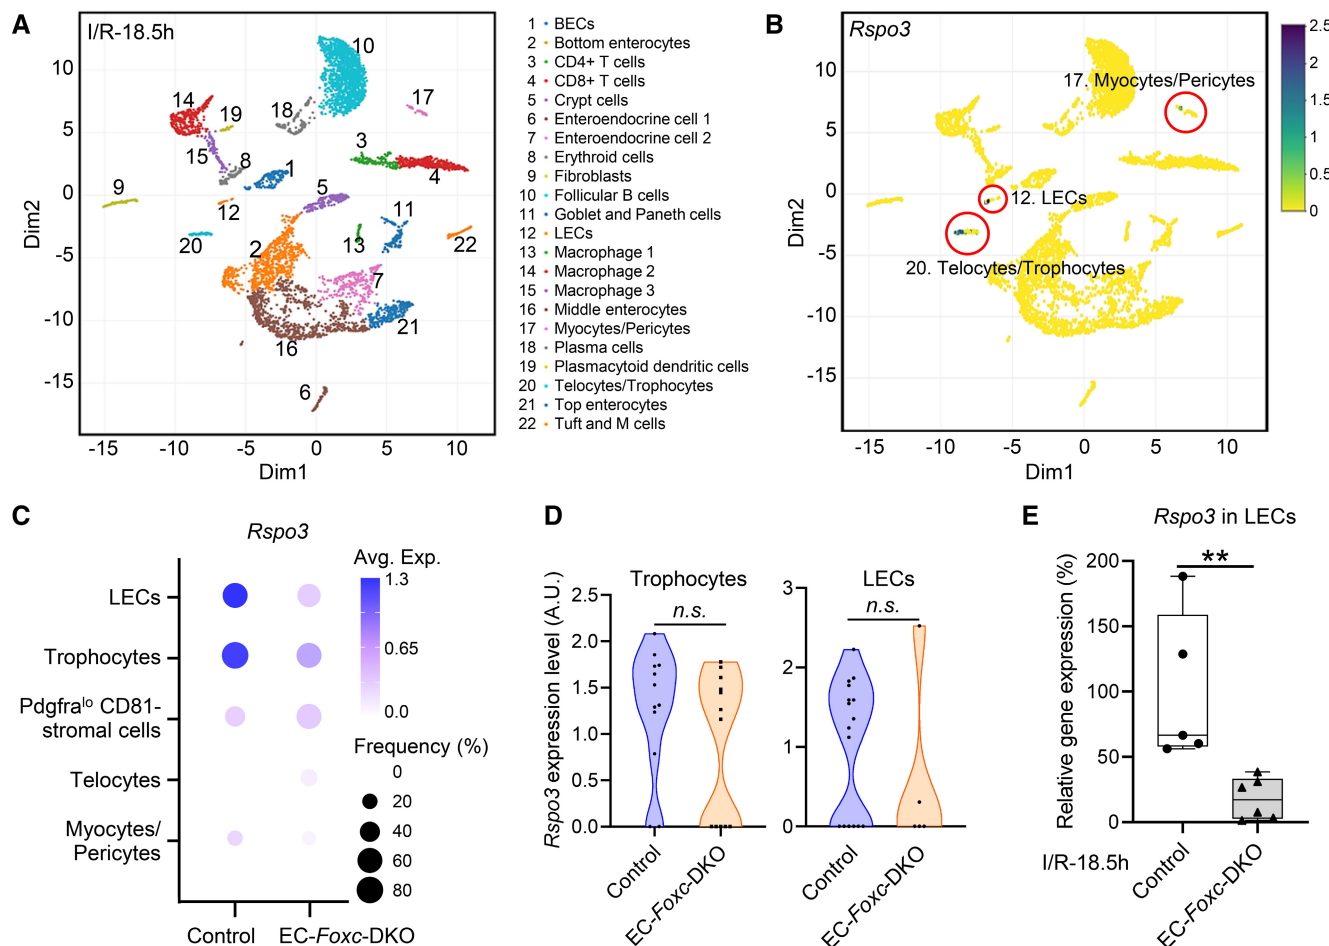 A
I/R-18.5h
10
5
0
-5
-10
-15
Dim2
-15
-10
-5
0
5
10
Dim1
10
14
19
18
17
15
8
1
3
4
9
12
5
11
20
2
13
22
7
21
16
6
1 BECs
2 Bottom enterocytes
3 CD4+ T cells
4 CD8+ T cells
5 Crypt cells
6 Enteroendocrine cell 1
7 Enteroendocrine cell 2
8 Erythroid cells
9 Fibroblasts
10 Follicular B cells
11 Goblet and Paneth cells
12 LECs
13 Macrophage 1
14 Macrophage 2
15 Macrophage 3
16 Middle enterocytes
17 Myocytes/Pericytes
18 Plasma cells
19 Plasmacytoid dendritic cells
20 Telocytes/Trophocytes
21 Top enterocytes
22 Tuft and M cells
B
Rspo3
17. Myocytes/Pericytes
12. LECs
20. Telocytes/Trophocytes
10
5
0
-5
-10
-15
Dim2
-15
-10
-5
0
5
10
Dim1
2.5
2
1.5
1
0.5
0
C
Rspo3
LECs
Trophocytes
Pdgfraˡᵒ CD81-
stromal cells
Telocytes
Myocytes/
Pericytes
Control
EC-Foxc-DKO
Avg. Exp.
1.3
0.65
0.0
Frequency (%)
0
20
40
60
80
D
Rspo3 expression level (A.U.)
Trophocytes
n.s.
2.5
2.0
1.5
1.0
0.5
0.0
Control
EC-Foxc-DKO
LECs
n.s.
3
2
1
0
Control
EC-Foxc-DKO
E
Rspo3 in LECs
**
Relative gene expression (%)
200
150
100
50
0
I/R-18.5h
Control
EC-Foxc-DKO